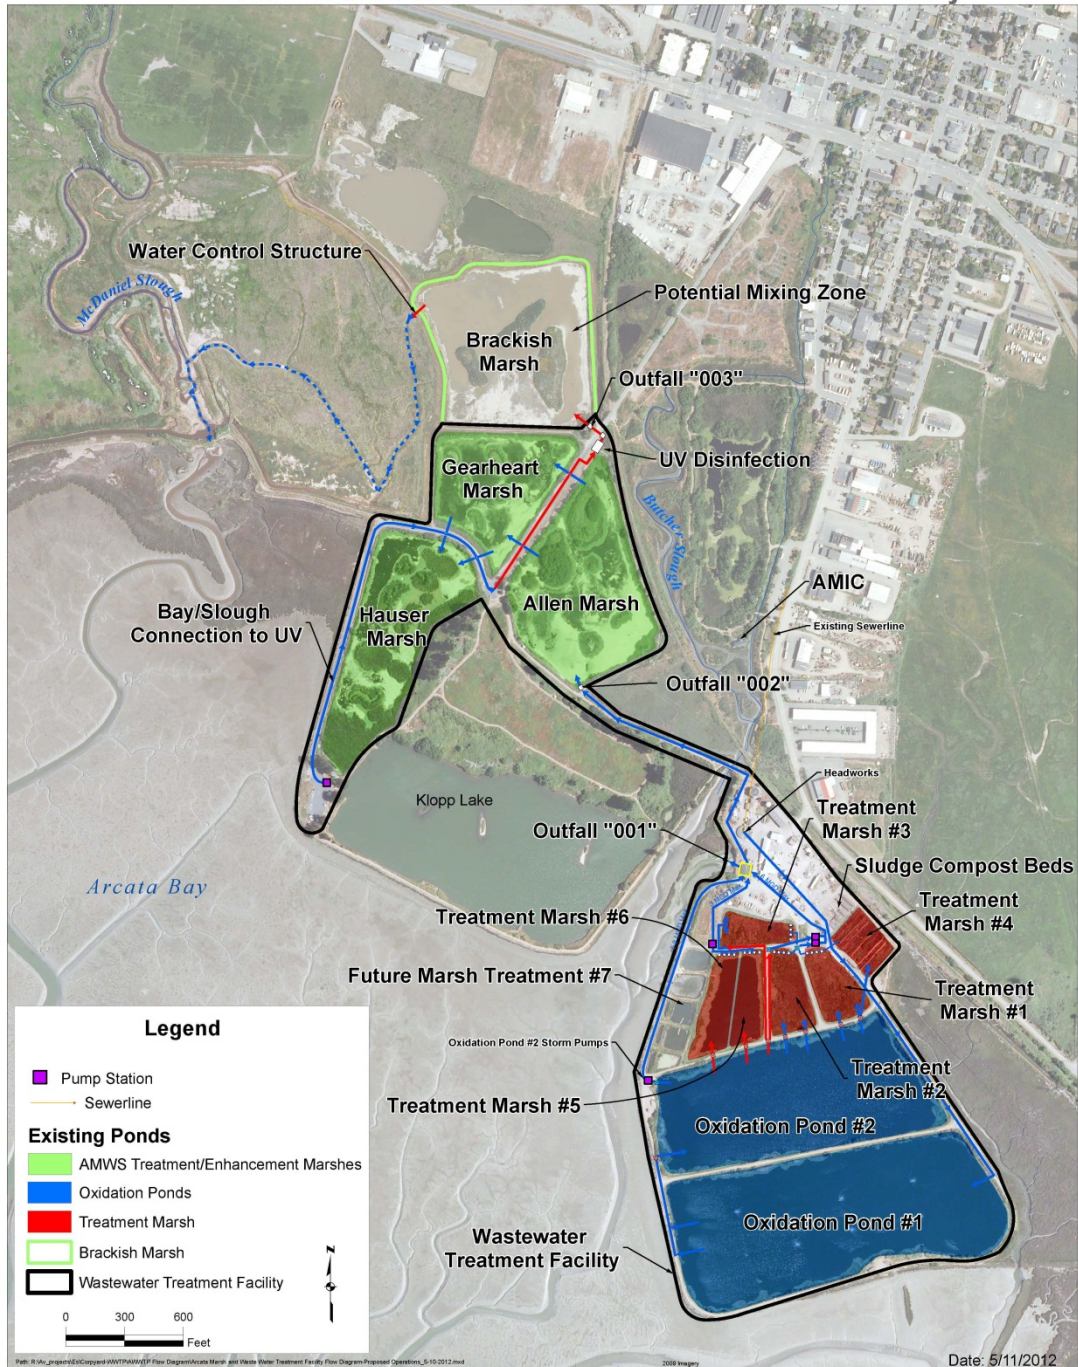 Water Control Structure
McDaniel Slough
Potential Mixing Zone
Brackish
Marsh
Outfall "003"
UV Disinfection
Gearheart
Marsh
Butcher Slough
AMIC
Existing Sewerline
Hauser
Marsh
Allen Marsh
Bay/Slough
Connection to UV
Outfall "002"
Headworks
Klopp Lake
Treatment
Marsh #3
Outfall "001"
Sludge Compost Beds
Arcata Bay
Treatment
Marsh #4
Treatment Marsh #6
Future Marsh Treatment #7
Treatment
Marsh #1
Oxidation Pond #2 Storm Pumps
Treatment
Marsh #2
Treatment Marsh #5
Oxidation Pond #2
Oxidation Pond #1
Wastewater
Treatment Facility
Legend
Pump Station
Sewerline
Existing Ponds
AMWS Treatment/Enhancement Marshes
Oxidation Ponds
Treatment Marsh
Brackish Marsh
Wastewater Treatment Facility
N
0 300 600
Feet
2009 Imagery
Date: 5/11/2012